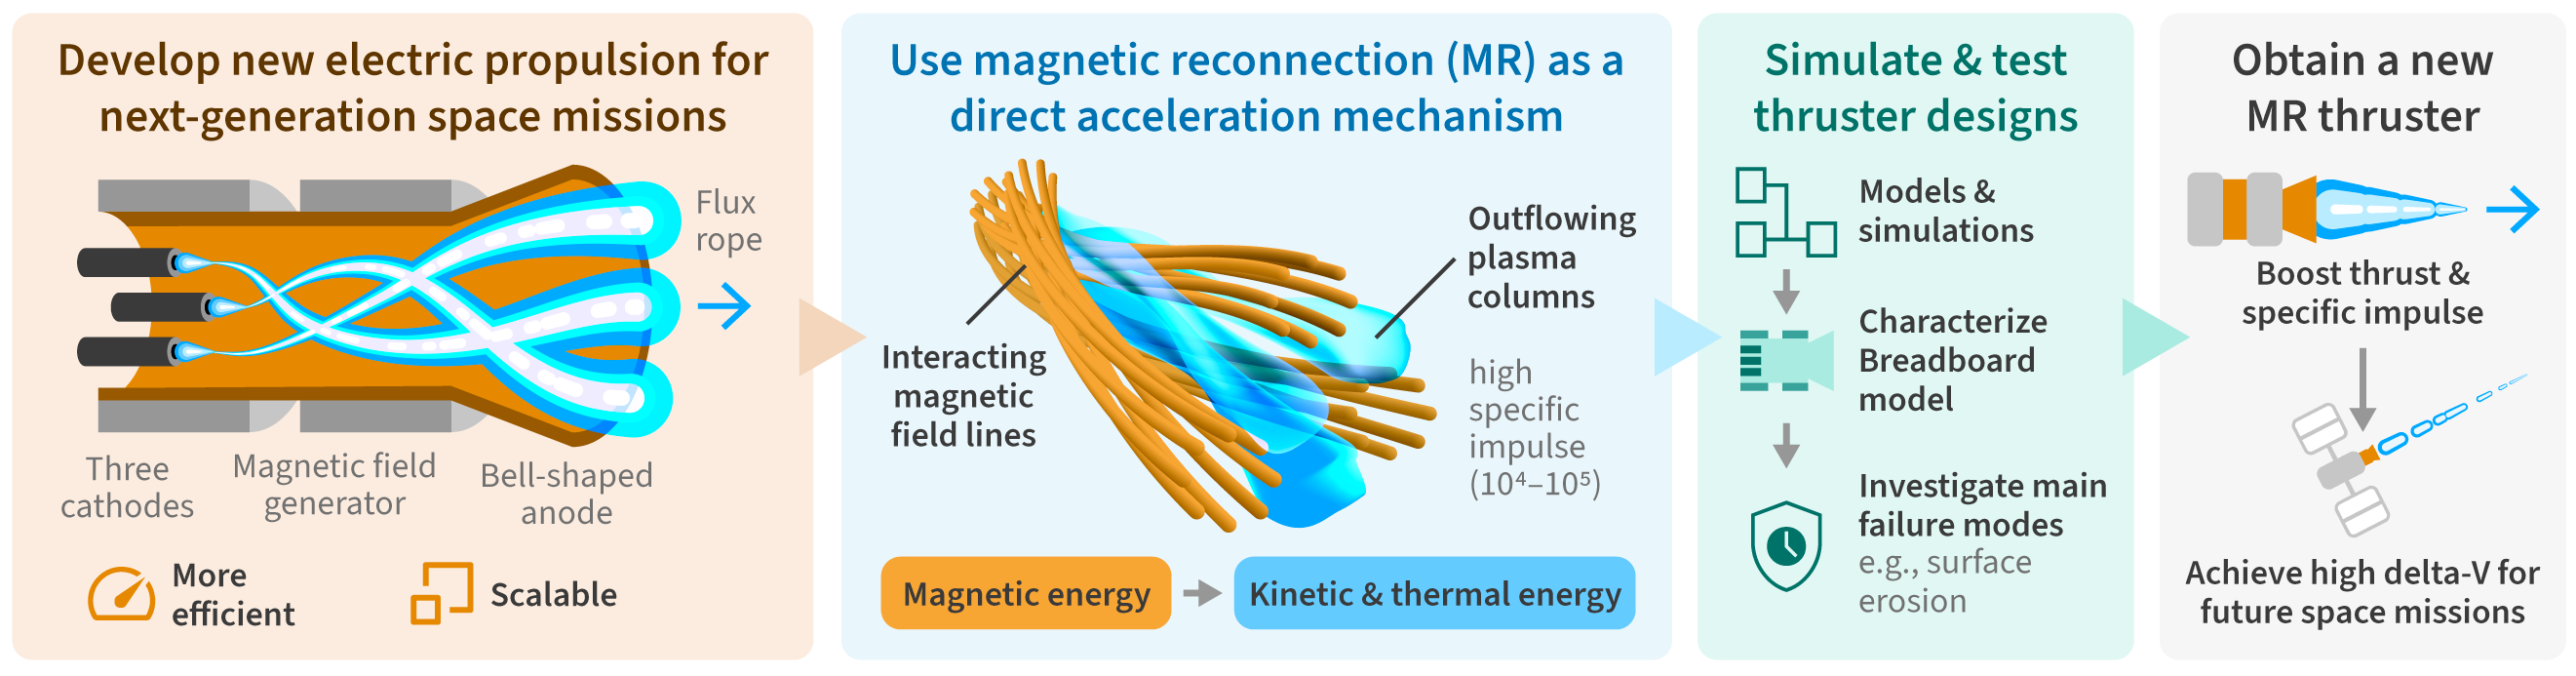 Develop new electric propulsion for
next-generation space missions
Flux
rope
Three
cathodes
Magnetic field
generator
Bell-shaped
anode
More
efficient
Scalable
Use magnetic reconnection (MR) as a
direct acceleration mechanism
Interacting
magnetic
field lines
Outflowing
plasma
columns
high
specific
impulse
(10⁴–10⁵)
Magnetic energy
Kinetic & thermal energy
Simulate & test
thruster designs
Models &
simulations
Characterize
Breadboard
model
Investigate main
failure modes
e.g., surface
erosion
Obtain a new
MR thruster
Boost thrust &
specific impulse
Achieve high delta-V for
future space missions